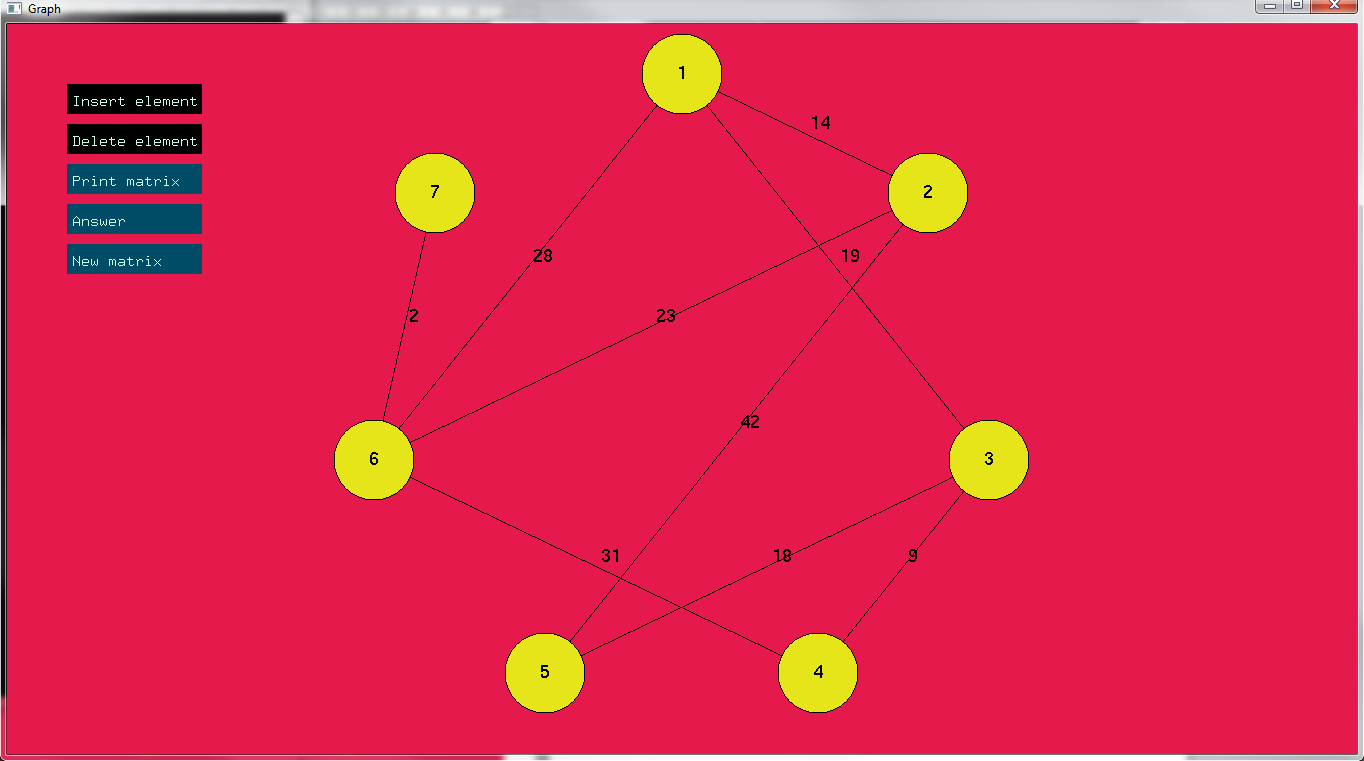 Graph
Insert element
Delete element
Print matrix
Answer
New matrix
1
14
7
2
28
19
2
23
42
6
3
31
18
9
5
4